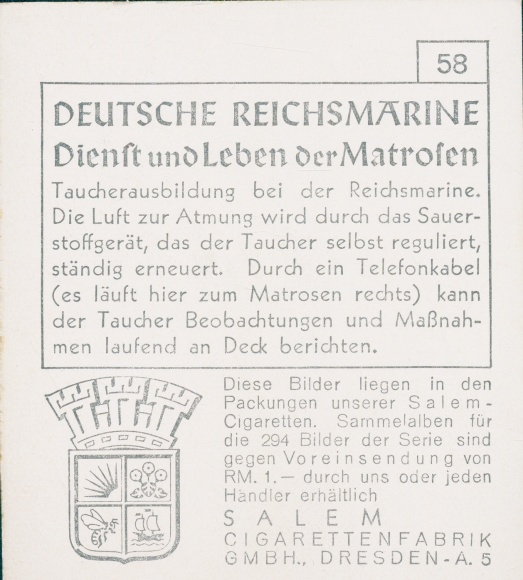 58
DEUTSCHE REICHSMARINE
Dienst und Leben der Matrosen
Taucherausbildung bei der Reichsmarine.
Die Luft zur Atmung wird durch das Sauer-
stoffgerät, das der Taucher selbst reguliert,
ständig erneuert. Durch ein Telefonkabel
(es läuft hier zum Matrosen rechts) kann
der Taucher Beobachtungen und Maßnah-
men laufend an Deck berichten.
Diese Bilder liegen in den
Packungen unserer Salem-
Cigaretten. Sammelalben für
die 294 Bilder der Serie sind
gegen Voreinsendung von
RM. 1.— durch uns oder jeden
Händler erhältlich
SALEM
CIGARETTENFABRIK
GMBH., DRESDEN-A. 5